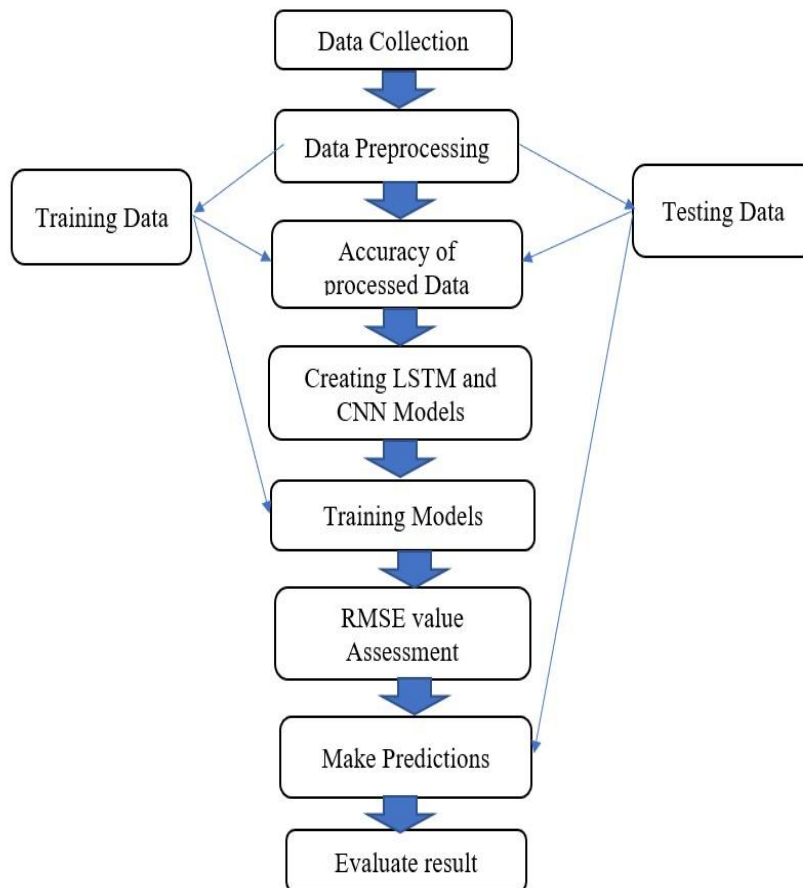 Data Collection
Data Preprocessing
Training Data
Testing Data
Accuracy of
processed Data
Creating LSTM and
CNN Models
Training Models
RMSE value
Assessment
Make Predictions
Evaluate result